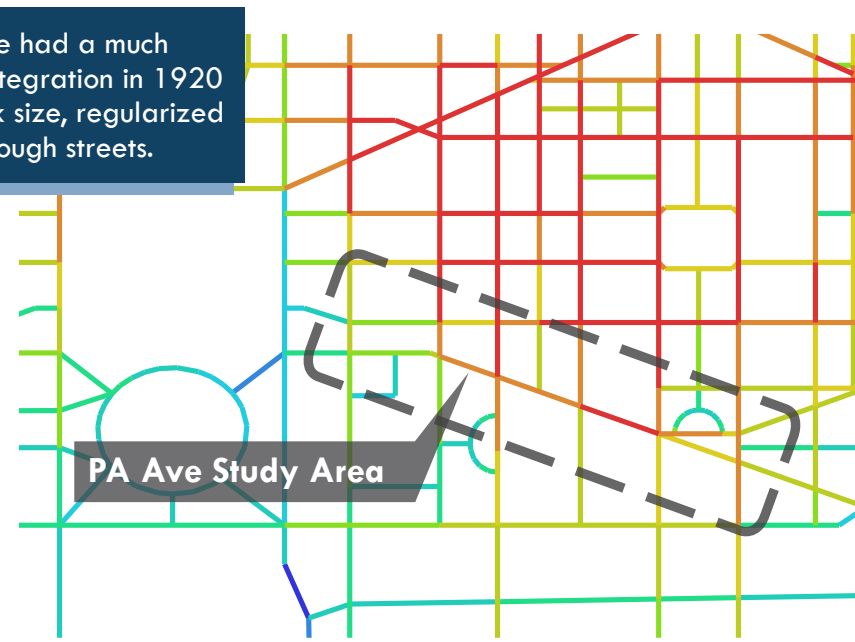 e had a much
tegration in 1920
k size, regularized
ough streets.
PA Ave Study Area